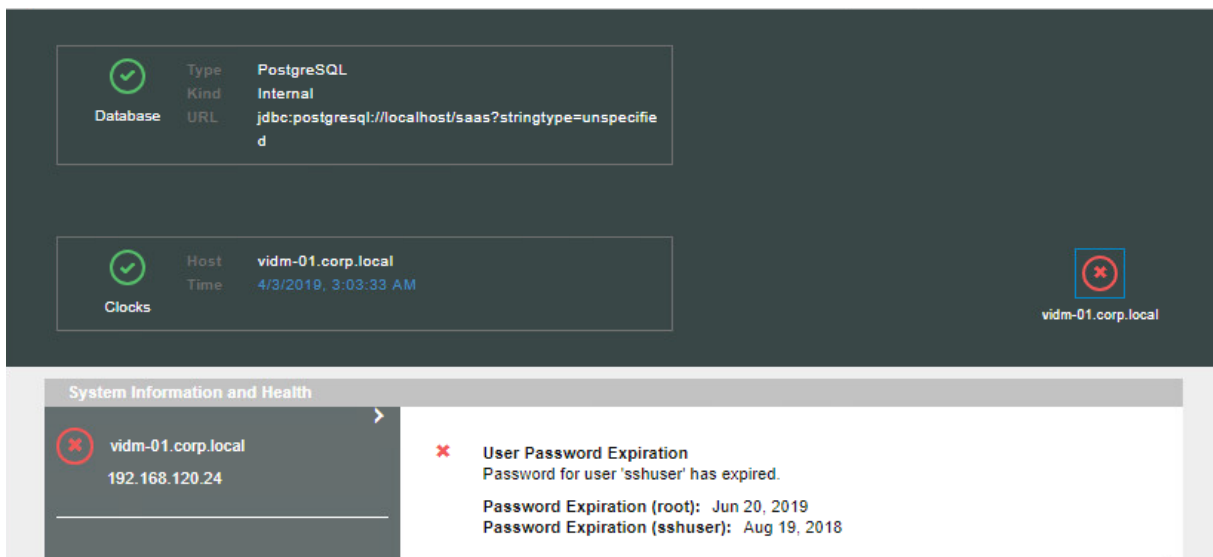 Type PostgreSQL
Kind Internal
Database URL jdbc:postgresql://localhost/saas?stringtype=unspecifie
d
Host vidm-01.corp.local
Time 4/3/2019, 3:03:33 AM
Clocks
vidm-01.corp.local
System Information and Health
vidm-01.corp.local
192.168.120.24
User Password Expiration
Password for user 'sshuser' has expired.
Password Expiration (root): Jun 20, 2019
Password Expiration (sshuser): Aug 19, 2018